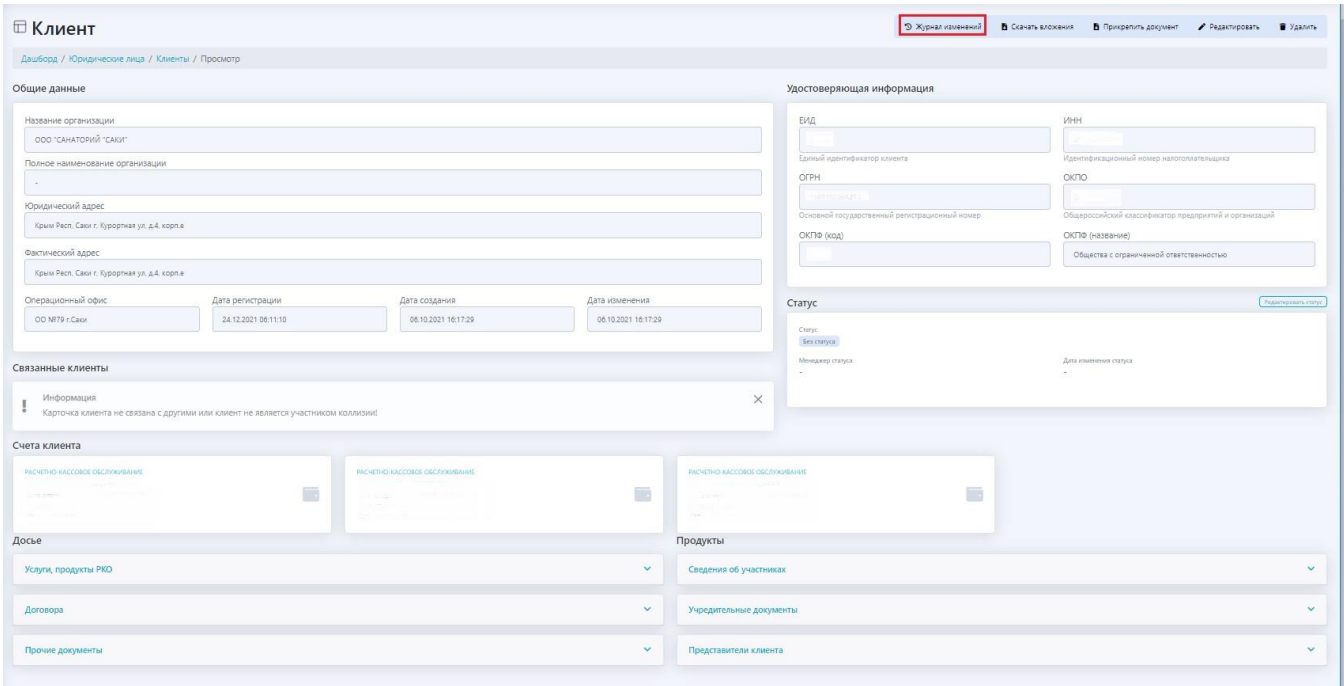 Клиент
Журнал изменений
Скачать вложения
Прикрепить документ
Редактировать
Удалить
Дашборд / Юридические лица / Клиенты / Просмотр
Общие данные
Название организации
ООО "САНАТОРИЙ "САКИ"
Полное наименование организации
-
Юридический адрес
Крым Респ, Саки г, Курортная ул, д.4, корп.е
Фактический адрес
Крым Респ, Саки г, Курортная ул, д.4, корп.е
Операционный офис
Дата регистрации
Дата создания
Дата изменения
ОО №79 г.Саки
24.12.2021 06:11:10
06.10.2021 16:17:29
06.10.2021 16:17:29
Удостоверяющая информация
ЕИД
ИНН
Единый идентификатор клиента
Идентификационный номер налогоплательщика
ОГРН
ОКПО
Основной государственный регистрационный номер
Общероссийский классификатор предприятий и организаций
ОКПФ (код)
ОКПФ (название)
Общества с ограниченной ответственностью
Статус
Редактировать статус
Статус
Без статуса
Менеджер статуса
Дата изменения статуса
-
-
Связанные клиенты
Информация
Карточка клиента не связана с другими или клиент не является участником коллизии!
Счета клиента
РАСЧЕТНО-КАССОВОЕ ОБСЛУЖИВАНИЕ
РАСЧЕТНО-КАССОВОЕ ОБСЛУЖИВАНИЕ
РАСЧЕТНО-КАССОВОЕ ОБСЛУЖИВАНИЕ
Досье
Услуги, продукты РКО
Договора
Прочие документы
Продукты
Сведения об участниках
Учредительные документы
Представители клиента